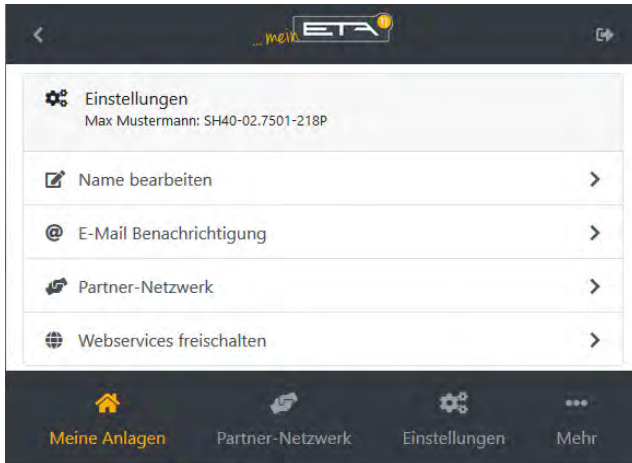 ... mein ETA
Einstellungen
Max Mustermann: SH40-02.7501-218P
Name bearbeiten
E-Mail Benachrichtigung
Partner-Netzwerk
Webservices freischalten
Meine Anlagen Partner-Netzwerk Einstellungen Mehr